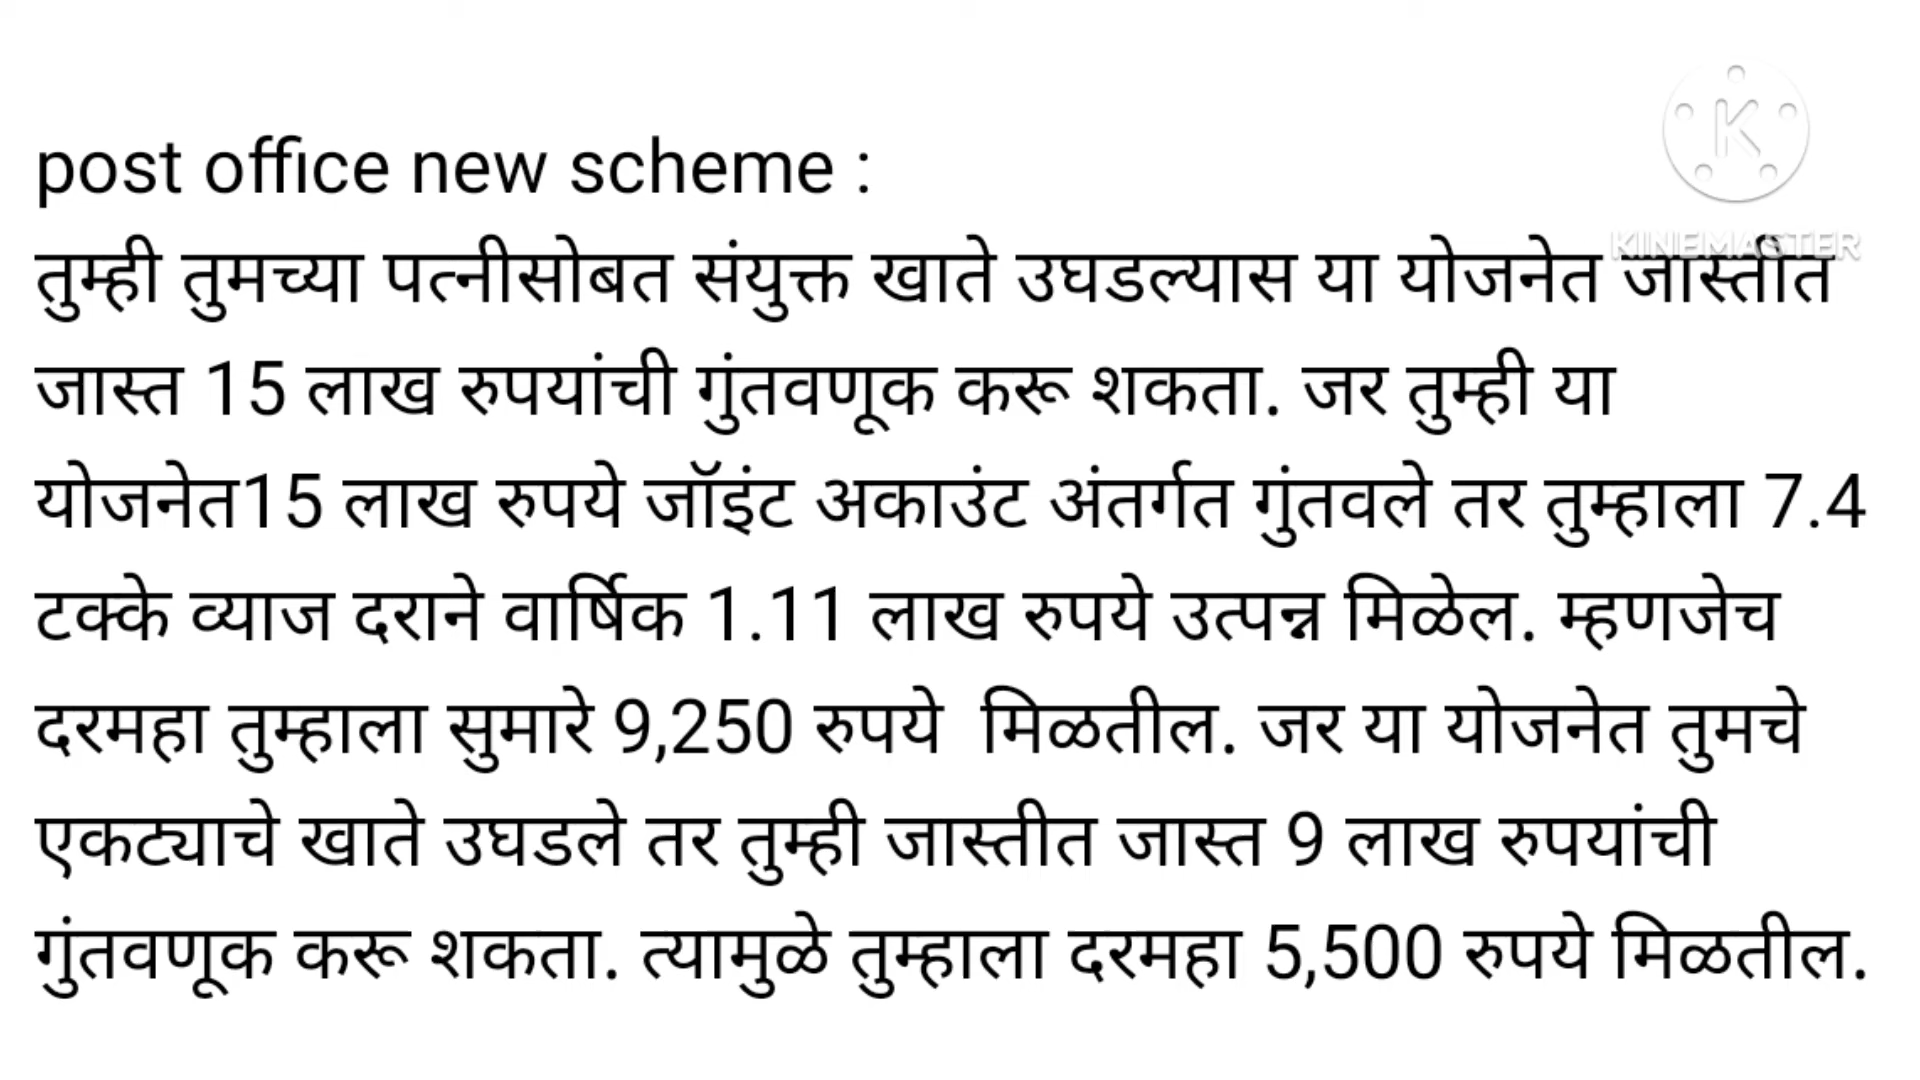 KINEMASTER
post office new scheme :
तुम्ही तुमच्या पत्नीसोबत संयुक्त खाते उघडल्यास या योजनेत जास्तीत
जास्त 15 लाख रुपयांची गुंतवणूक करू शकता. जर तुम्ही या
योजनेत15 लाख रुपये जॉइंट अकाउंट अंतर्गत गुंतवले तर तुम्हाला 7.4
टक्के व्याज दराने वार्षिक 1.11 लाख रुपये उत्पन्न मिळेल. म्हणजेच
दरमहा तुम्हाला सुमारे 9,250 रुपये  मिळतील. जर या योजनेत तुमचे
एकट्याचे खाते उघडले तर तुम्ही जास्तीत जास्त 9 लाख रुपयांची
गुंतवणूक करू शकता. त्यामुळे तुम्हाला दरमहा 5,500 रुपये मिळतील.